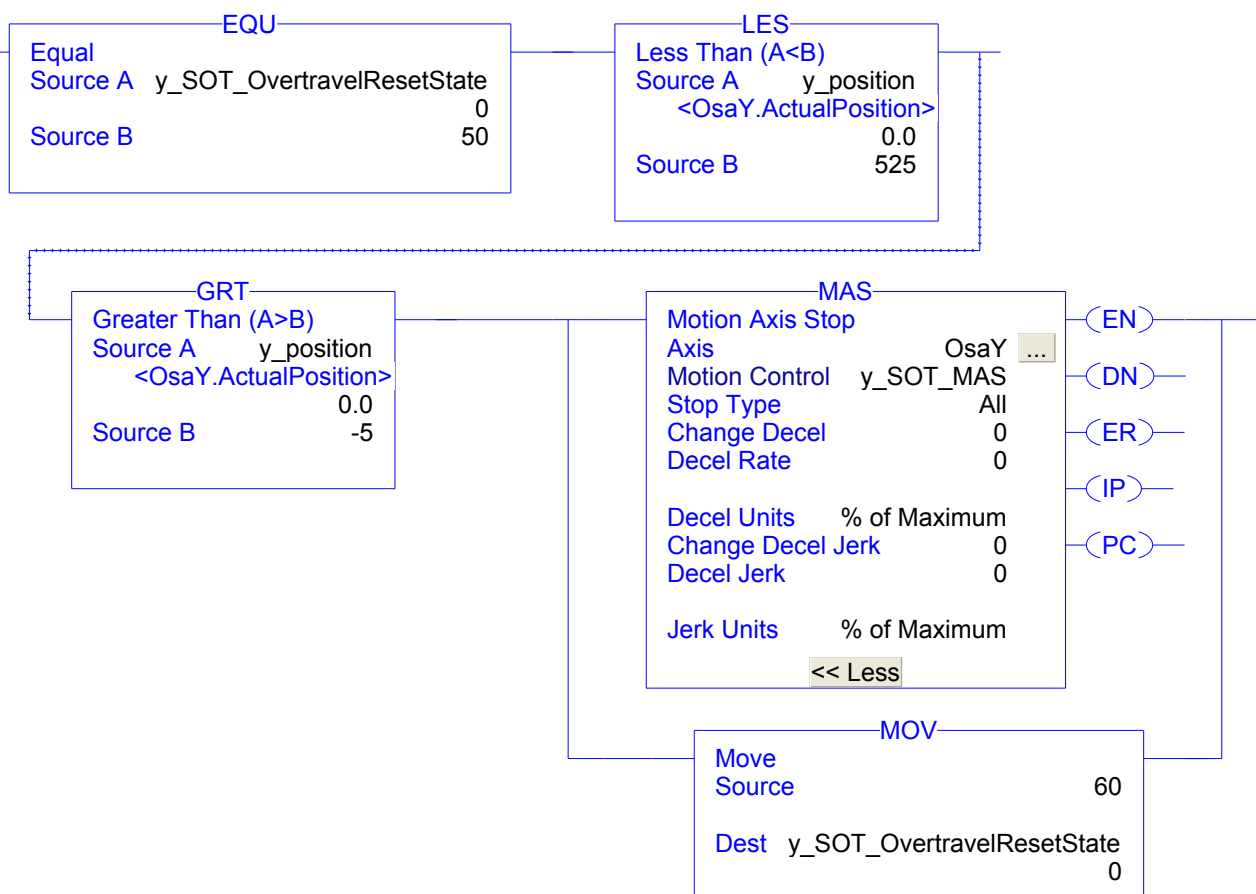 EQU
Equal
Source A y_SOT_OvertravelResetState
0
Source B 50
LES
Less Than (A<B)
Source A y_position
<OsaY.ActualPosition>
0.0
Source B 525
GRT
Greater Than (A>B)
Source A y_position
<OsaY.ActualPosition>
0.0
Source B -5
MAS
Motion Axis Stop
Axis OsaY ...
Motion Control y_SOT_MAS
Stop Type All
Change Decel 0
Decel Rate 0
Decel Units % of Maximum
Change Decel Jerk 0
Decel Jerk 0
Jerk Units % of Maximum
<< Less
EN
DN
ER
IP
PC
MOV
Move
Source 60
Dest y_SOT_OvertravelResetState
0